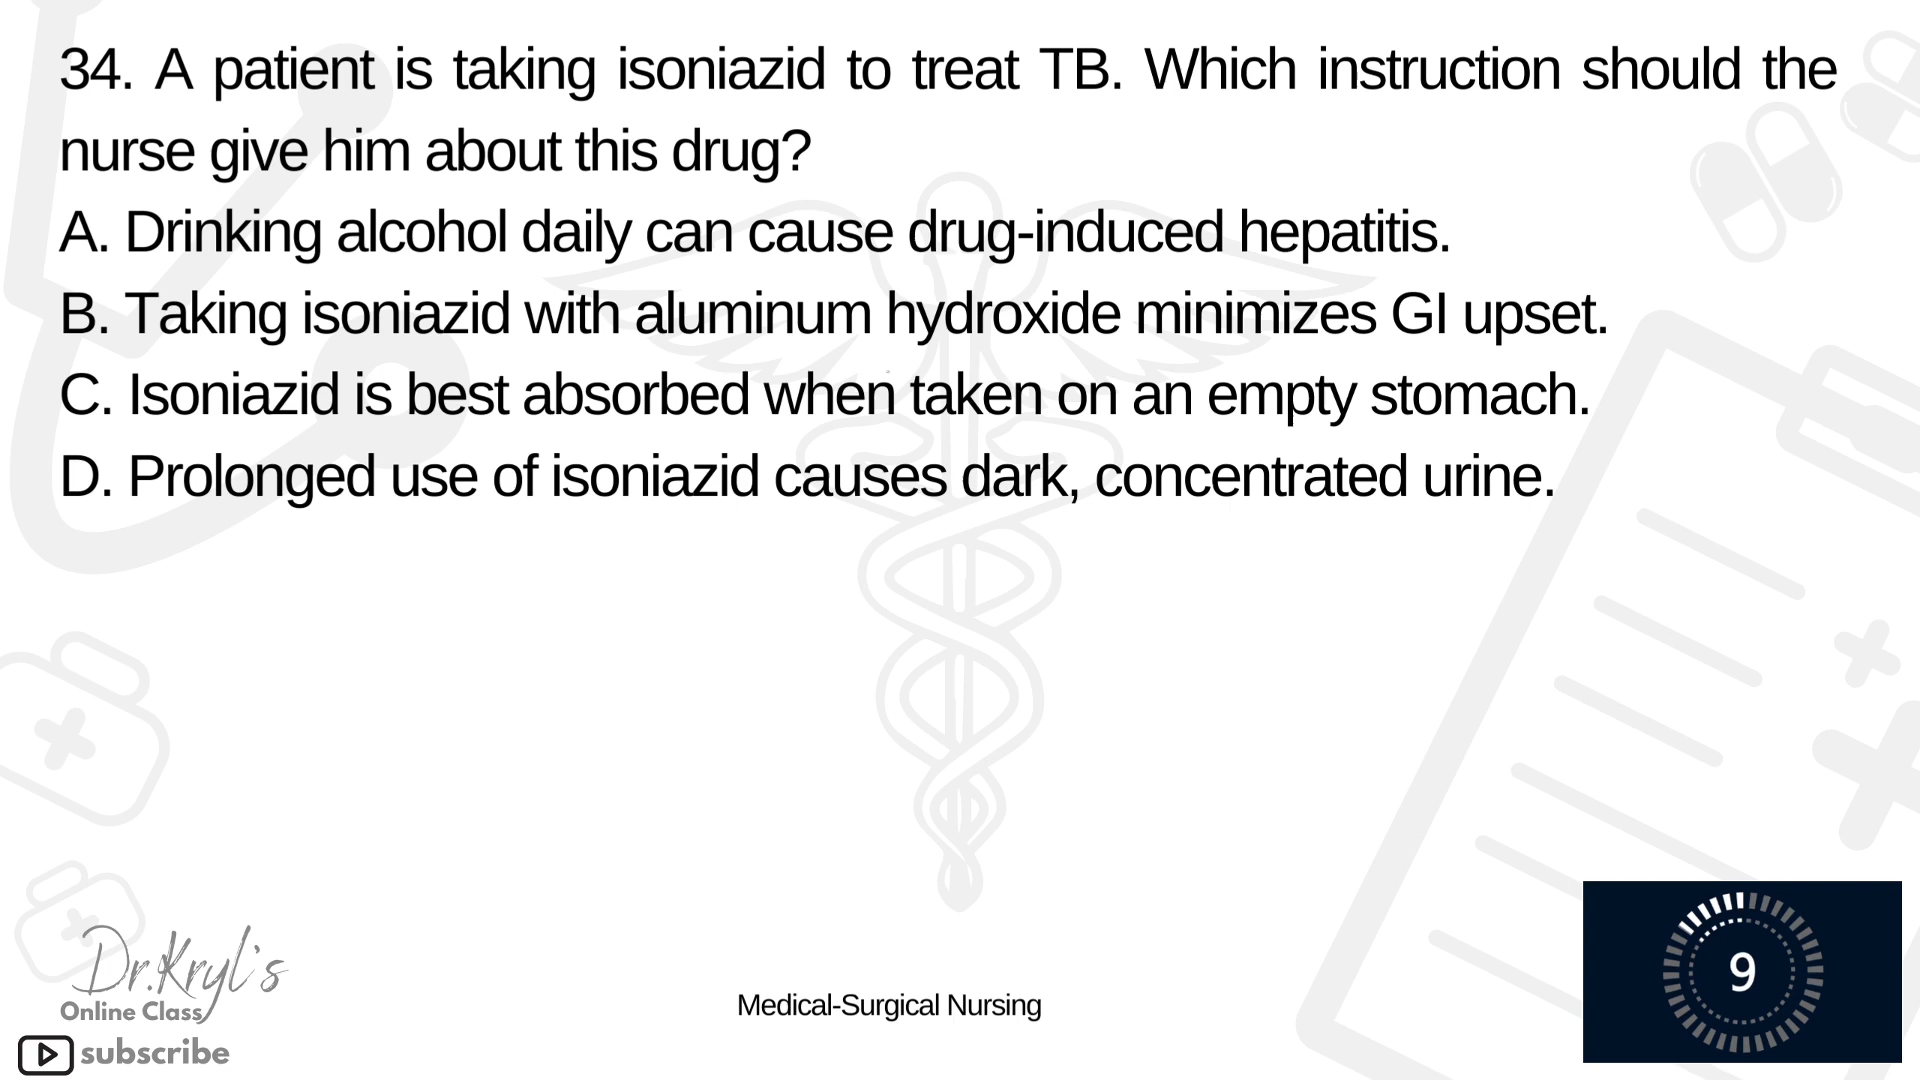 34. A patient is taking isoniazid to treat TB. Which instruction should the
nurse give him about this drug?
A. Drinking alcohol daily can cause drug-induced hepatitis.
B. Taking isoniazid with aluminum hydroxide minimizes GI upset.
C. Isoniazid is best absorbed when taken on an empty stomach.
D. Prolonged use of isoniazid causes dark, concentrated urine.
9
Dr.Kryl's
Online Class
Medical-Surgical Nursing
subscribe